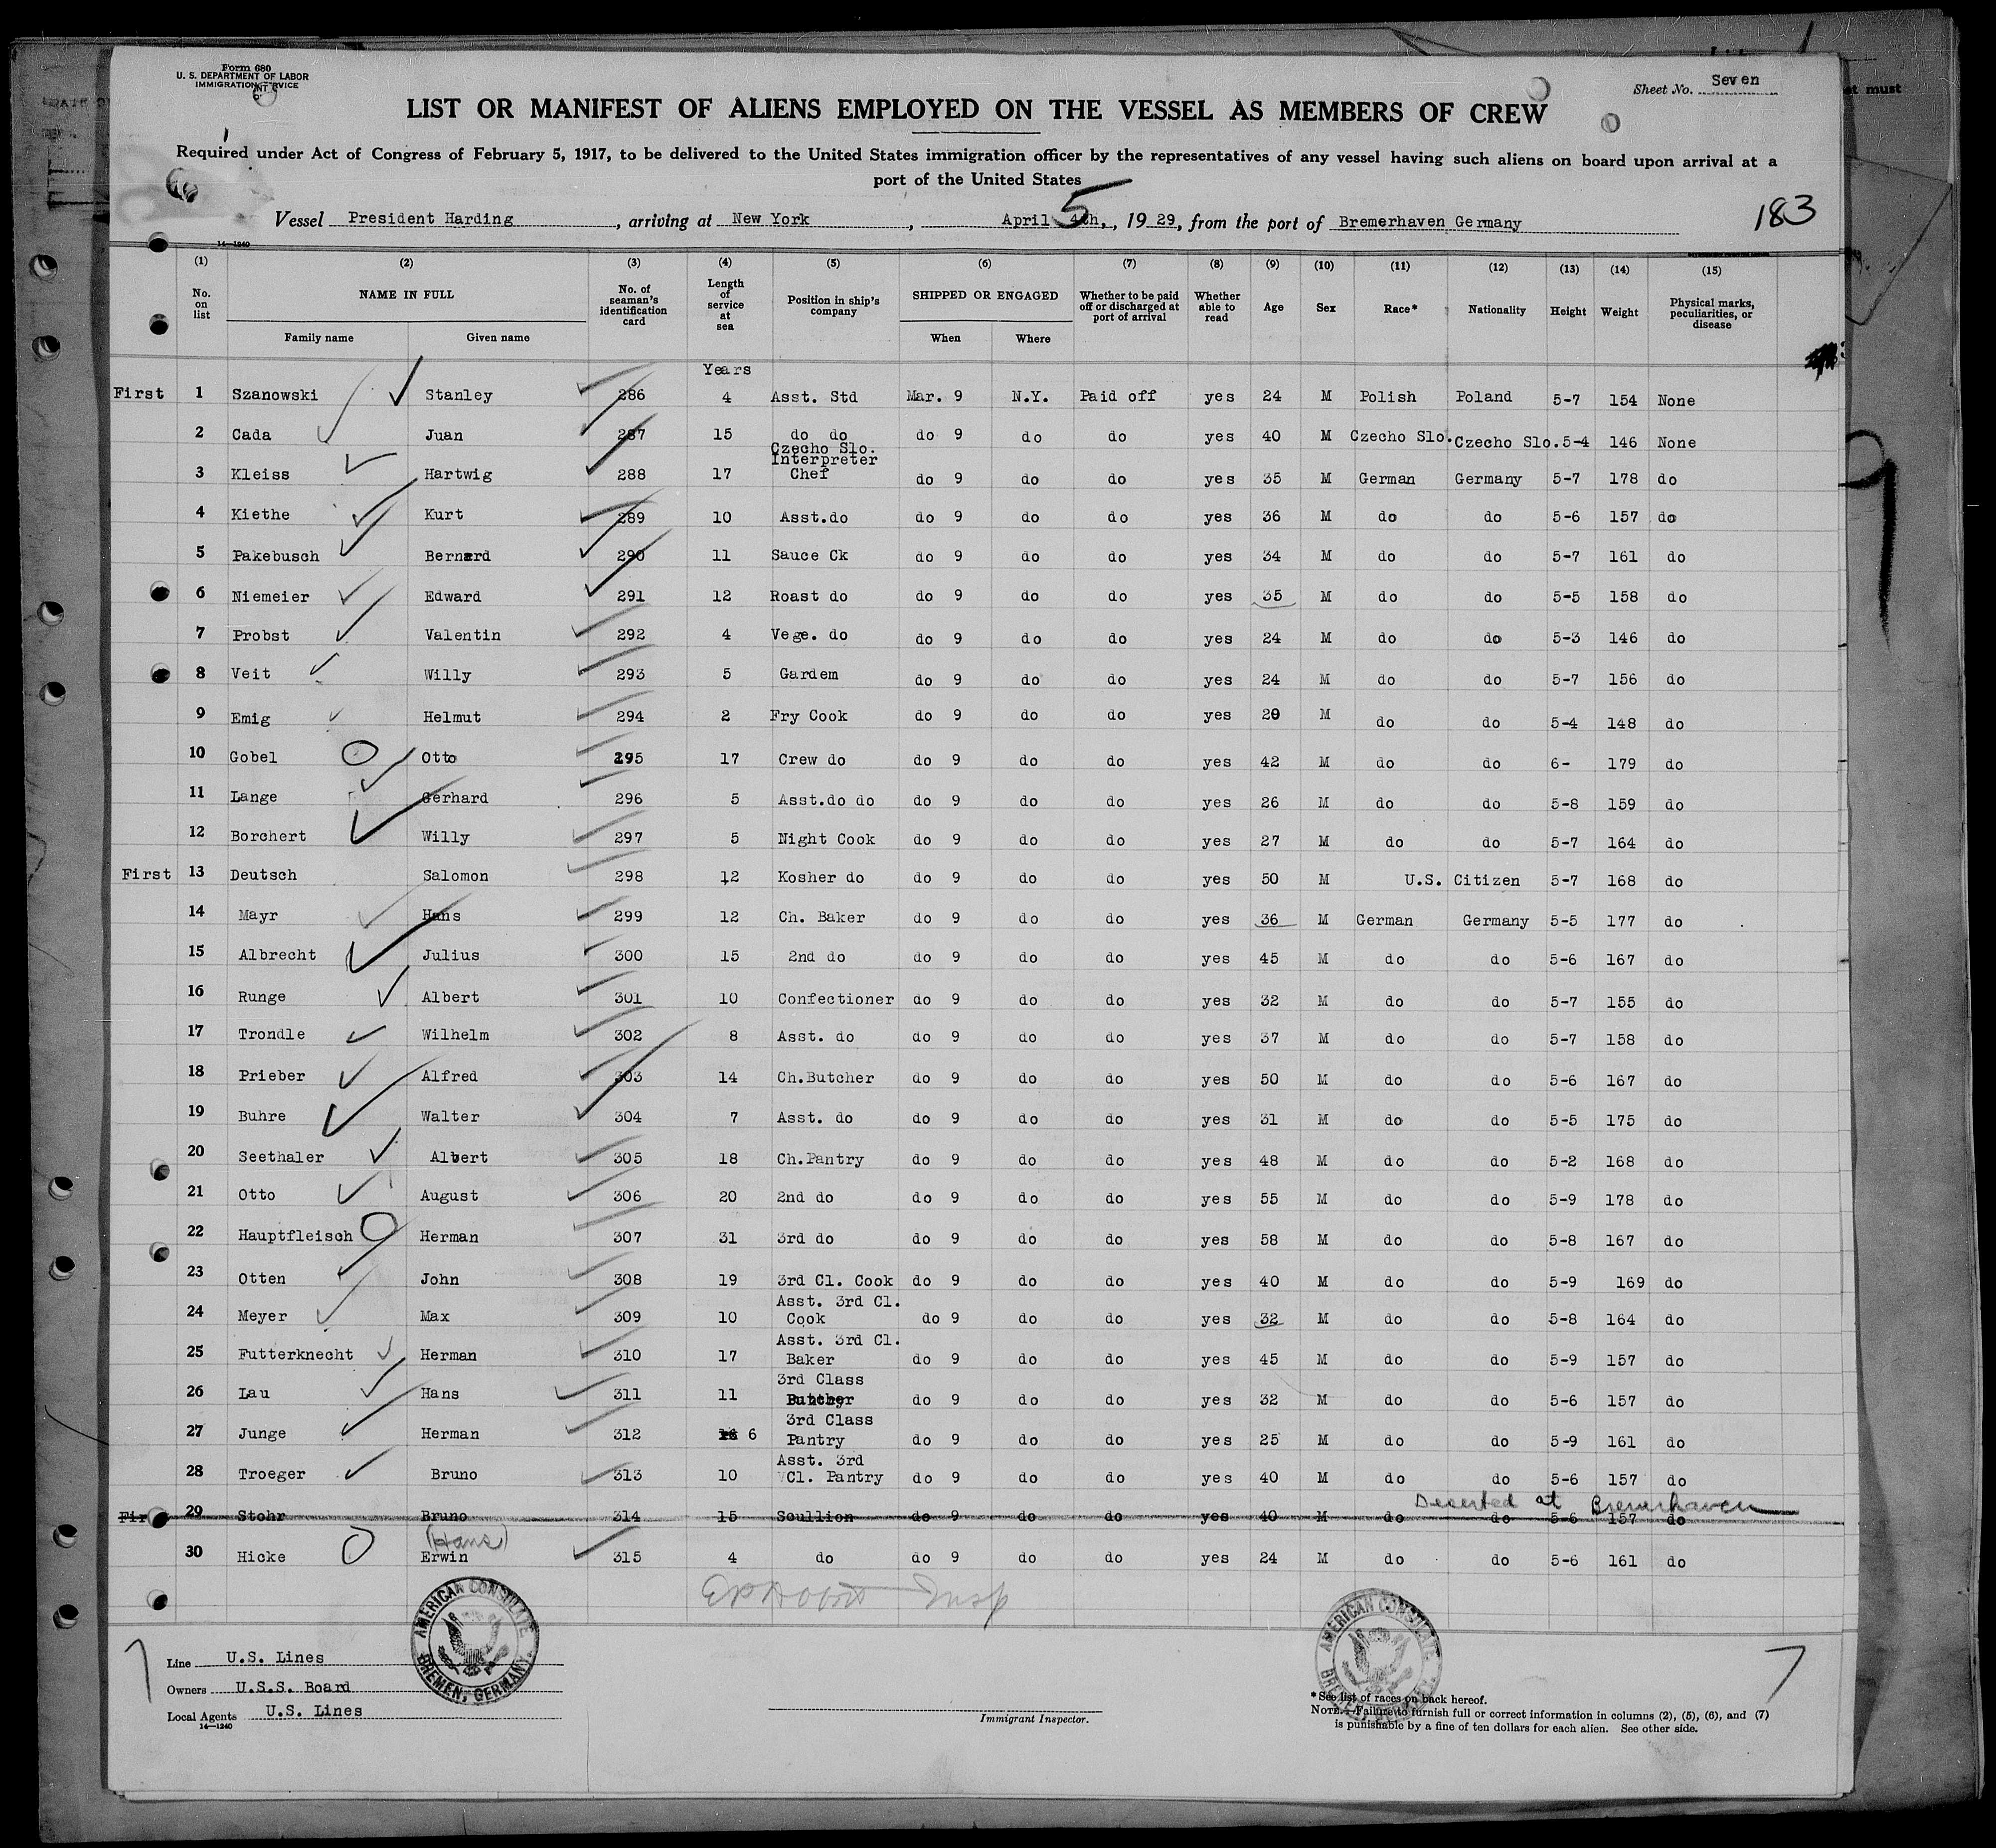 Form 680
U. S. DEPARTMENT OF LABOR
Sheet No. Seven
LIST OR MANIFEST OF ALIENS EMPLOYED ON THE VESSEL AS MEMBERS OF CREW
Required under Act of Congress of February 5, 1917, to be delivered to the United States immigration officer by the representatives of any vessel having such aliens on board upon arrival at a
port of the United States
Vessel President Harding, arriving at New York, April 4th, 5, 1929, from the port of Bremerhaven Germany
183
14—1240
(1) (2) (3) (4) (5) (6) (7) (8) (9) (10) (11) (12) (13) (14) (15)
No. on list NAME IN FULL Family name Given name No. of seaman's identification card Length of service at sea Position in ship's company SHIPPED OR ENGAGED When Where Whether to be paid off or discharged at port of arrival Whether able to read Age Sex Race* Nationality Height Weight Physical marks, peculiarities, or disease
Years
First 1 Szanowski Stanley 286 4 Asst. Std Mar. 9 N.Y. Paid off yes 24 M Polish Poland 5-7 154 None
2 Cada Juan 287 15 do do Czecho Slo. Interpreter do 9 do do yes 40 M Czecho Slo. Czecho Slo. 5-4 146 None
3 Kleiss Hartwig 288 17 Chef do 9 do do yes 35 M German Germany 5-7 178 do
4 Kiethe Kurt 289 10 Asst.do do 9 do do yes 36 M do do 5-6 157 do
5 Pakebusch Bernard 290 11 Sauce Ck do 9 do do yes 34 M do do 5-7 161 do
6 Niemeier Edward 291 12 Roast do do 9 do do yes 35 M do do 5-5 158 do
7 Probst Valentin 292 4 Vege. do do 9 do do yes 24 M do do 5-3 146 do
8 Veit Willy 293 5 Gardem do 9 do do yes 24 M do do 5-7 156 do
9 Emig Helmut 294 2 Fry Cook do 9 do do yes 20 M do do 5-4 148 do
10 Gobel Otto 295 17 Crew do do 9 do do yes 42 M do do 6- 179 do
11 Lange Gerhard 296 5 Asst.do do do 9 do do yes 26 M do do 5-8 159 do
12 Borchert Willy 297 5 Night Cook do 9 do do yes 27 M do do 5-7 164 do
First 13 Deutsch Salomon 298 12 Kosher do do 9 do do yes 50 M U.S. Citizen 5-7 168 do
14 Mayr Hans 299 12 Ch. Baker do 9 do do yes 36 M German Germany 5-5 177 do
15 Albrecht Julius 300 15 2nd do do 9 do do yes 45 M do do 5-6 167 do
16 Runge Albert 301 10 Confectioner do 9 do do yes 32 M do do 5-7 155 do
17 Trondle Wilhelm 302 8 Asst. do do 9 do do yes 37 M do do 5-7 158 do
18 Prieber Alfred 303 14 Ch.Butcher do 9 do do yes 50 M do do 5-6 167 do
19 Buhre Walter 304 7 Asst. do do 9 do do yes 31 M do do 5-5 175 do
20 Seethaler Albert 305 18 Ch.Pantry do 9 do do yes 48 M do do 5-2 168 do
21 Otto August 306 20 2nd do do 9 do do yes 55 M do do 5-9 178 do
22 Hauptfleisch Herman 307 31 3rd do do 9 do do yes 58 M do do 5-8 167 do
23 Otten John 308 19 3rd Cl. Cook do 9 do do yes 40 M do do 5-9 169 do
24 Meyer Max 309 10 Asst. 3rd Cl. Cook do 9 do do yes 32 M do do 5-8 164 do
25 Futterknecht Herman 310 17 Asst. 3rd Cl. Baker do 9 do do yes 45 M do do 5-9 157 do
26 Lau Hans 311 11 3rd Class Butcher do 9 do do yes 32 M do do 5-6 157 do
27 Junge Herman 312 6 3rd Class Pantry do 9 do do yes 25 M do do 5-9 161 do
28 Troeger Bruno 313 10 Asst. 3rd Cl. Pantry do 9 do do yes 40 M do do 5-6 157 do
Deserted at Bremerhaven
29 Stohr Bruno 314 15 Scullion do 9 do do yes 40 M do do 5-6 157 do
(Hans)
30 Hicke Erwin 315 4 do do 9 do do yes 24 M do do 5-6 161 do
Insp
AMERICAN CONSULATE BREMEN, GERMANY
AMERICAN CONSULATE
Line U.S. Lines
Owners U.S.S. Board
Local Agents U.S. Lines
14—1240
Immigrant Inspector.
*See list of races on back hereof.
NOTE.—Failure to furnish full or correct information in columns (2), (5), (6), and (7)
is punishable by a fine of ten dollars for each alien. See other side.